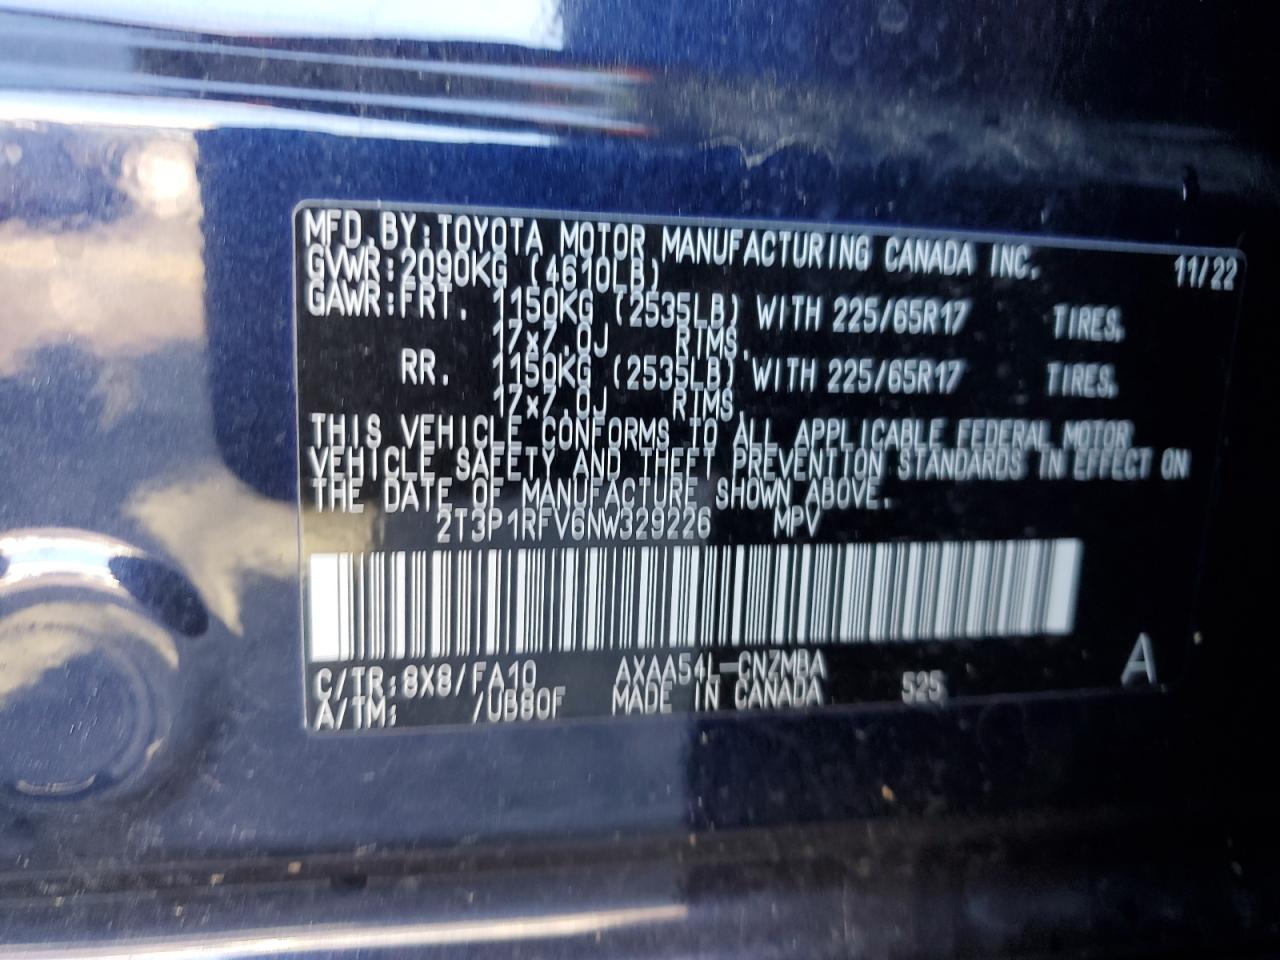 MFD.BY:TOYOTA MOTOR MANUFACTURING CANADA INC. 11/22
GVWR:2090KG (4610LB)
GAWR:FRT. 1150KG (2535LB) WITH 225/65R17 TIRES,
17x7.0J RIMS,
RR. 1150KG (2535LB) WITH 225/65R17 TIRES,
17x7.0J RIMS,
THIS VEHICLE CONFORMS TO ALL APPLICABLE FEDERAL MOTOR
VEHICLE SAFETY AND THEFT PREVENTION STANDARDS IN EFFECT ON
THE DATE OF MANUFACTURE SHOWN ABOVE.
2T3P1RFV6NW329226 MPV
C/TR:8X8/FA10 AXAA54L-CNZMBA 525 A
A/TM: /UB80F MADE IN CANADA